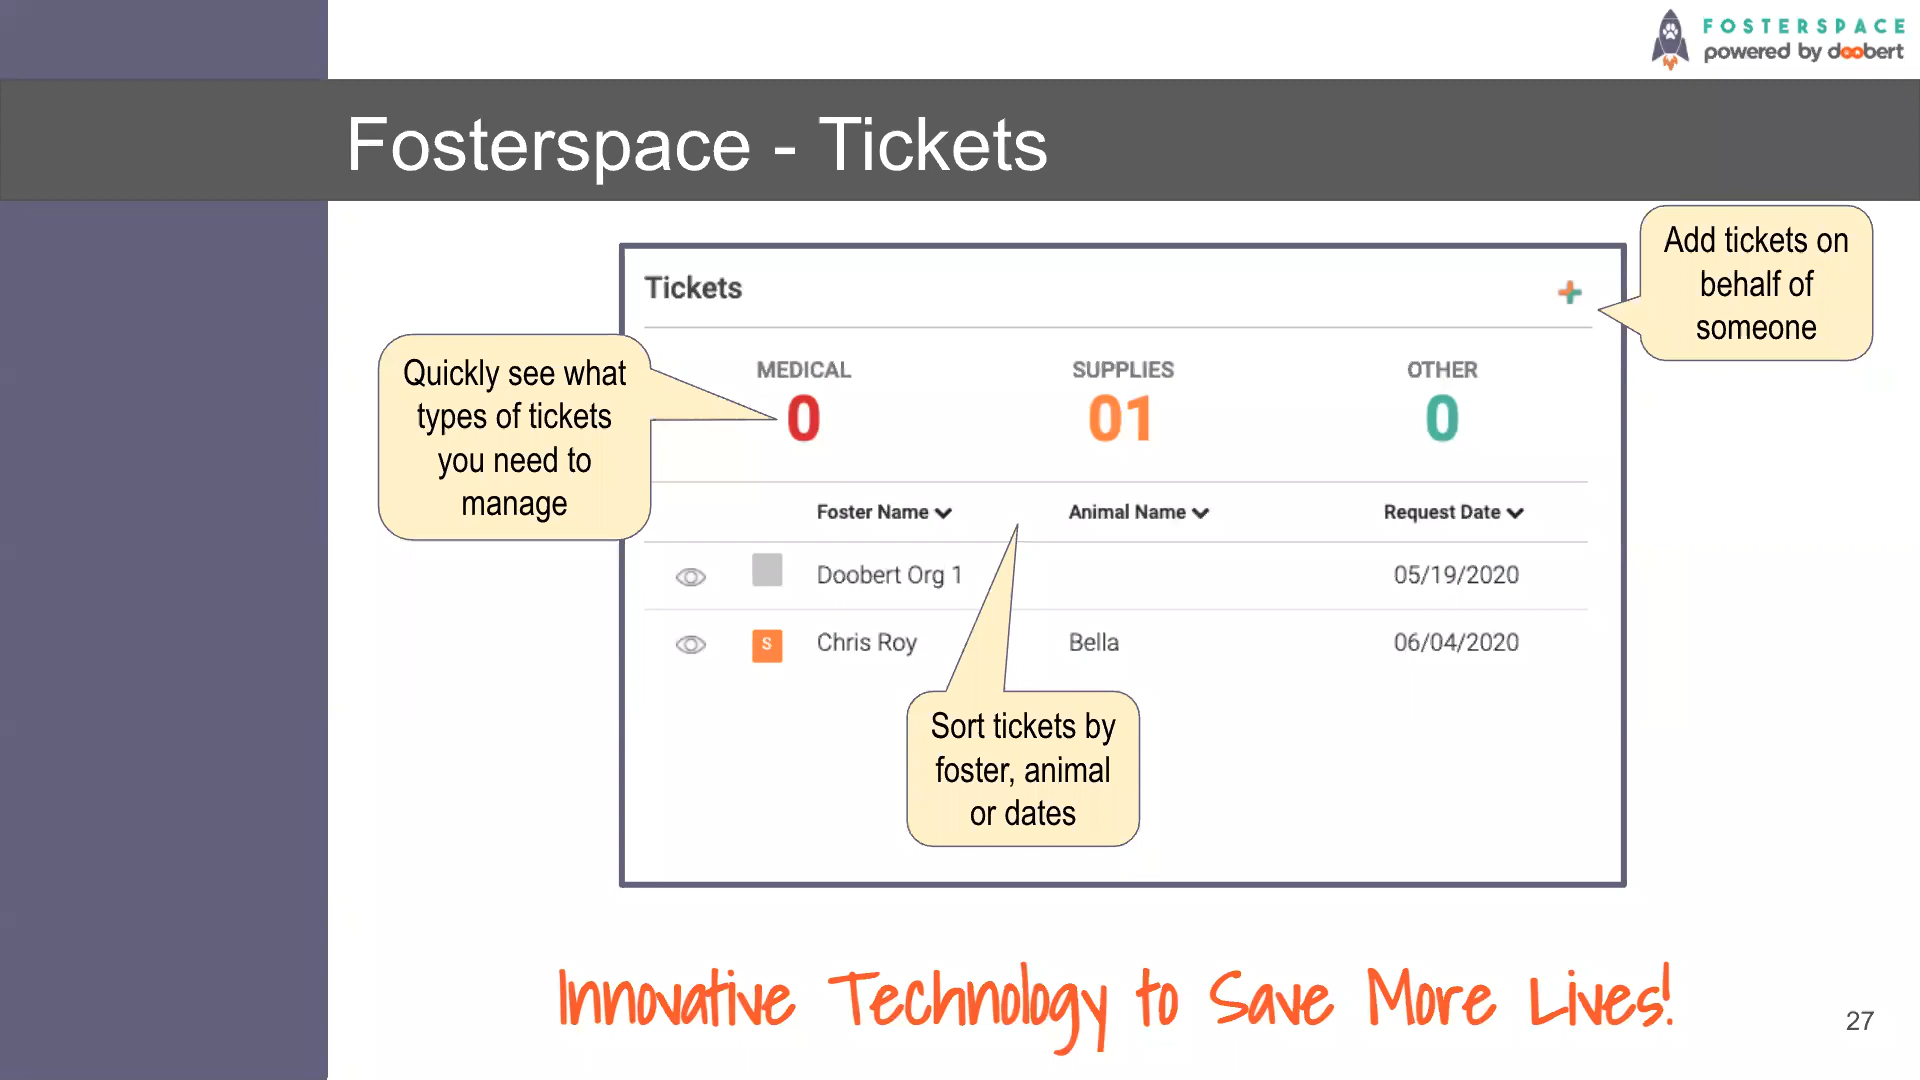 FOSTERSPACE
powered by doobert
Fosterspace - Tickets
Add tickets on
behalf of
someone
Tickets
Quickly see what
types of tickets
you need to
manage
MEDICAL SUPPLIES OTHER
0 01 0
Foster Name Animal Name Request Date
Doobert Org 1 05/19/2020
S Chris Roy Bella 06/04/2020
Sort tickets by
foster, animal
or dates
Innovative Technology to Save More Lives!
27